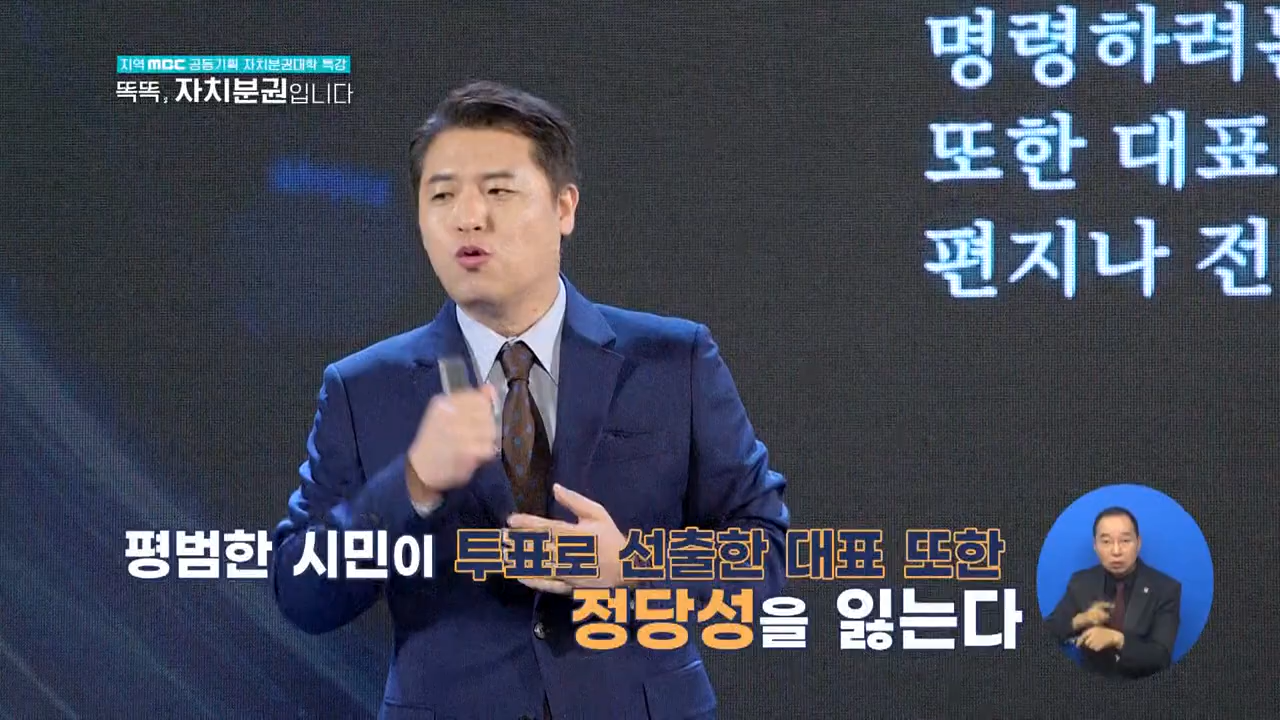 지역 MBC 공동기획 자치분권대학 특강
똑똑, 자치분권입니다
명령하려는
또한 대표
편지나 전
평범한 시민이 투표로 선출한 대표 또한
정당성을 잃는다